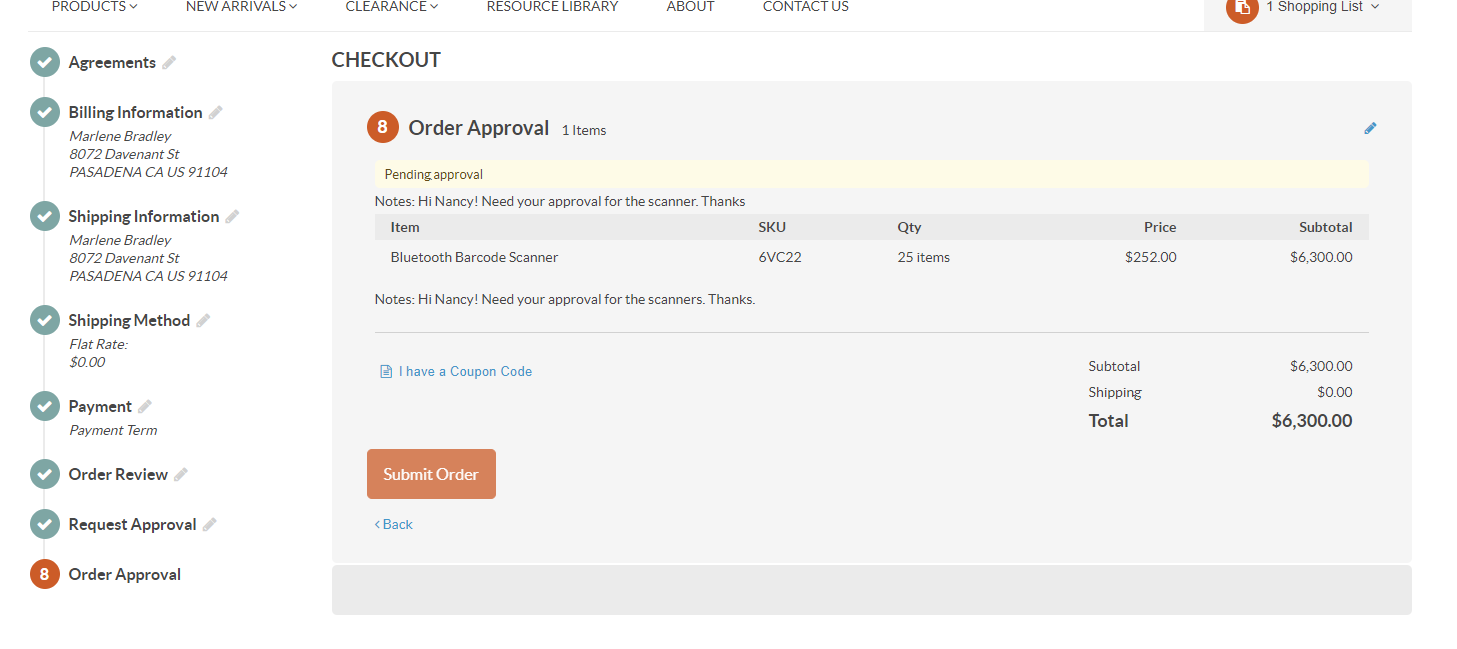 PRODUCTS NEW ARRIVALS CLEARANCE RESOURCE LIBRARY ABOUT CONTACT US 1 Shopping List
Agreements
Billing Information
Marlene Bradley
8072 Davenant St
PASADENA CA US 91104
Shipping Information
Marlene Bradley
8072 Davenant St
PASADENA CA US 91104
Shipping Method
Flat Rate:
$0.00
Payment
Payment Term
Order Review
Request Approval
8 Order Approval
CHECKOUT
8 Order Approval 1 Items
Pending approval
Notes: Hi Nancy! Need your approval for the scanner. Thanks
Item SKU Qty Price Subtotal
Bluetooth Barcode Scanner 6VC22 25 items $252.00 $6,300.00
Notes: Hi Nancy! Need your approval for the scanners. Thanks.
I have a Coupon Code
Subtotal $6,300.00
Shipping $0.00
Total $6,300.00
Submit Order
Back